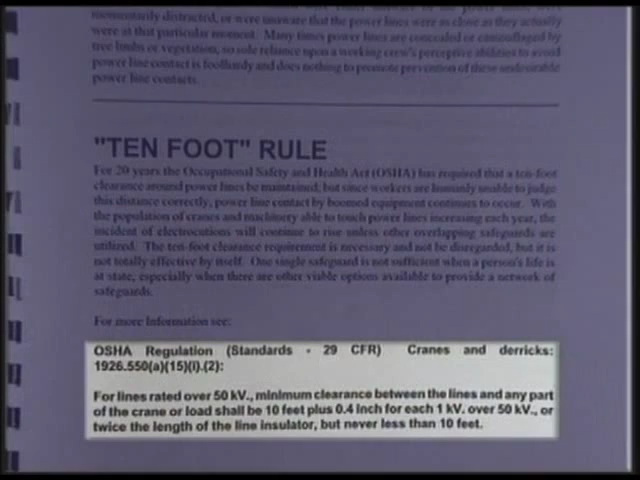 momentarily distracted, or were unaware that the power lines were as close as they actually
were at that particular moment. Many times power lines are concealed or camouflaged by
tree limbs or vegetation, so sole reliance upon a working crew's perceptive abilities to avoid
power line contact is foolhardy and does nothing to promote prevention of these undesirable
power line contacts.
"TEN FOOT" RULE
For 20 years the Occupational Safety and Health Act (OSHA) has required that a ten-foot
clearance around power lines be maintained, but since workers are humanly unable to judge
this distance correctly, power line contact by boomed equipment continues to occur. With
the population of cranes and machinery able to touch power lines increasing each year, the
incident of electrocutions will continue to rise unless other overlapping safeguards are
utilized. The ten-foot clearance requirement is necessary and not be disregarded, but it is
not totally effective by itself. One single safeguard is not sufficient when a person's life is
at state, especially when there are other viable options available to provide a network of
safeguards.
For more Information see:
OSHA Regulation (Standards - 29 CFR) Cranes and derricks:
1926.550(a)(15)(i).(2):
For lines rated over 50 kV., minimum clearance between the lines and any part
of the crane or load shall be 10 feet plus 0.4 inch for each 1 kV. over 50 kV., or
twice the length of the line insulator, but never less than 10 feet.